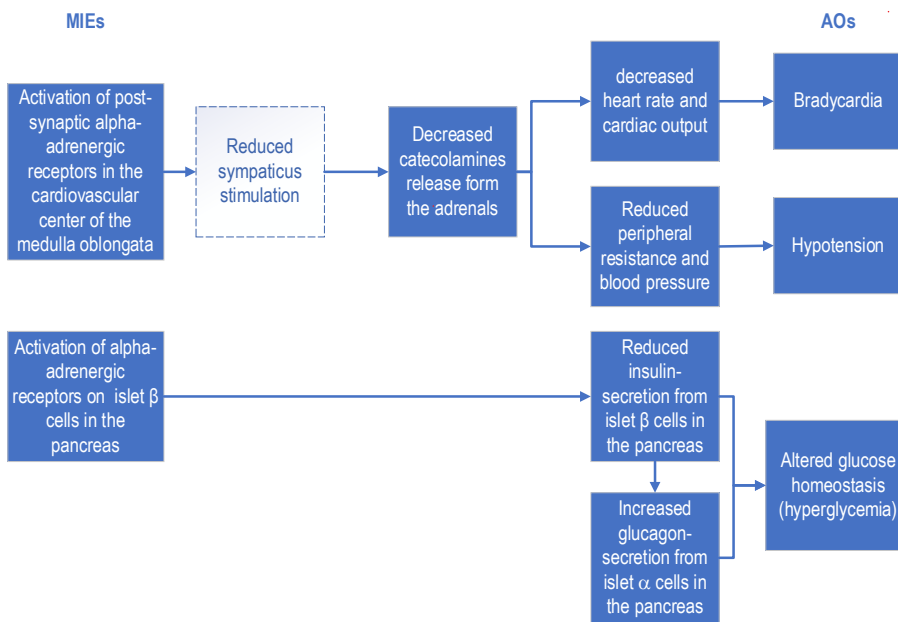 MIEs
AOs
Activation of post-
synaptic alpha-
adrenergic
receptors in the
cardiovascular
center of the
medulla oblongata
Reduced
sympaticus
stimulation
Decreased
catecolamines
release form
the adrenals
decreased
heart rate and
cardiac output
Bradycardia
Reduced
peripheral
resistance and
blood pressure
Hypotension
Activation of alpha-
adrenergic
receptors on islet β
cells in the
pancreas
Reduced
insulin-
secretion from
islet β cells in
the pancreas
Increased
glucagon-
secretion from
islet α cells in
the pancreas
Altered glucose
homeostasis
(hyperglycemia)